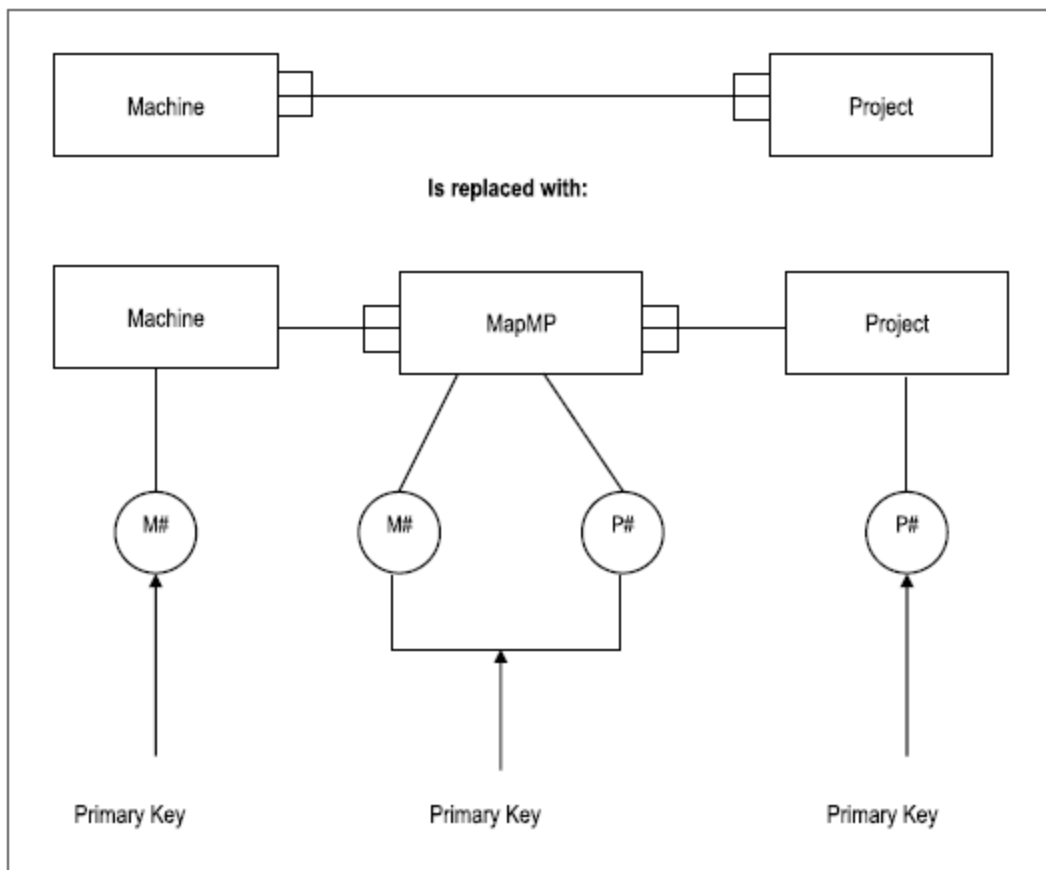 Machine
Project
Is replaced with:
Machine
MapMP
Project
M#
M#
P#
P#
Primary Key
Primary Key
Primary Key